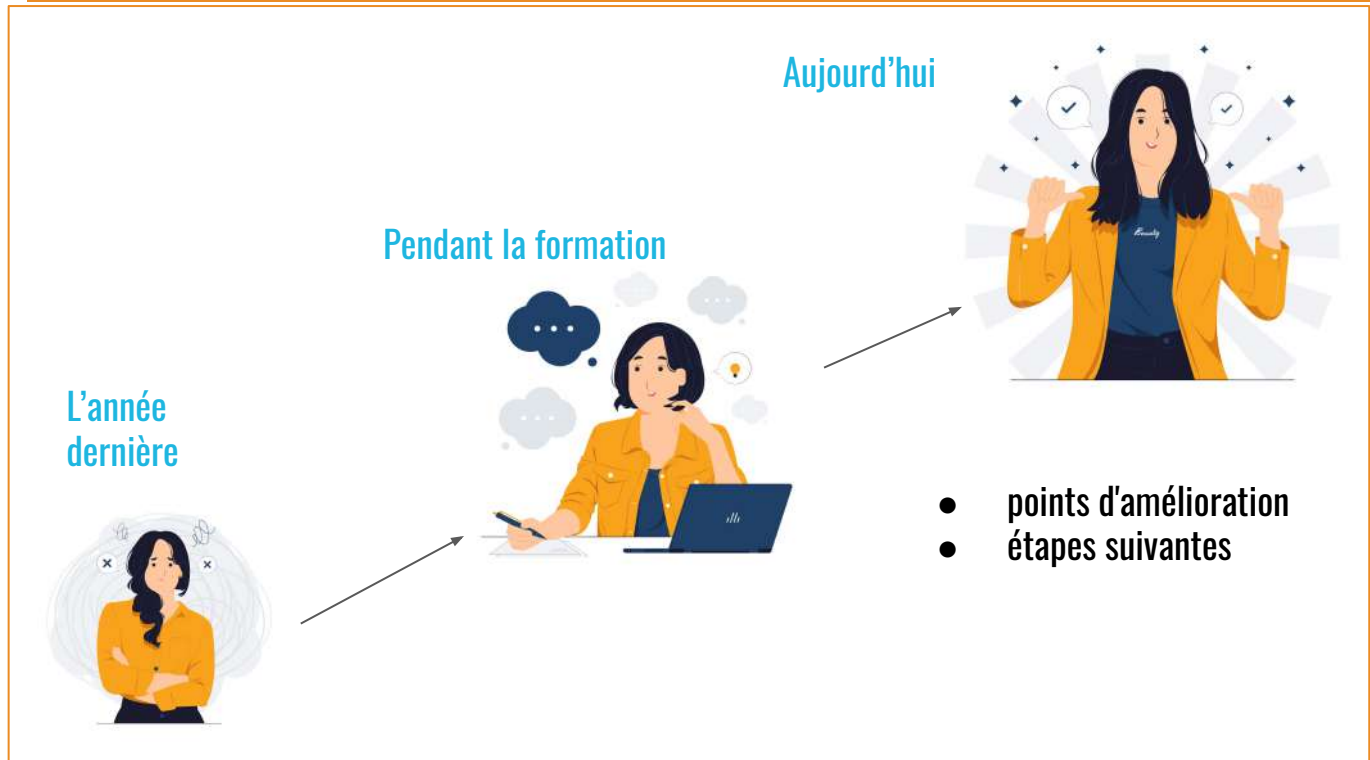 Aujourd’hui
Pendant la formation
L’année
dernière
● points d'amélioration
● étapes suivantes